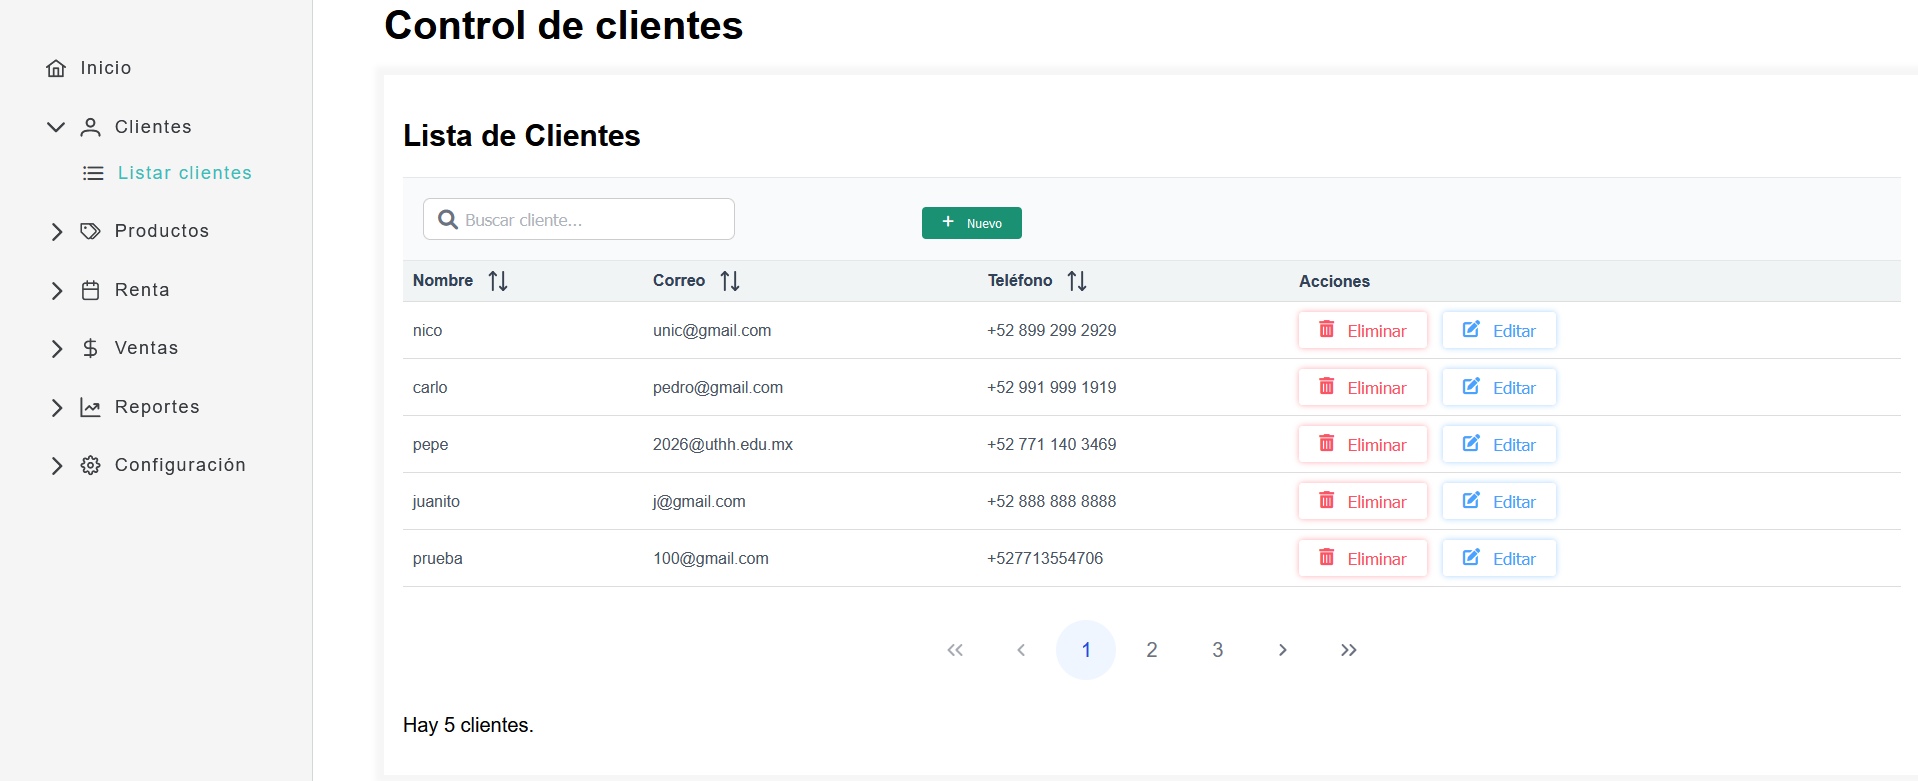 Control de clientes
Inicio
Clientes
Listar clientes
Productos
Renta
Ventas
Reportes
Configuración
Lista de Clientes
Buscar cliente...
+ Nuevo
Nombre Correo Teléfono Acciones
nico unic@gmail.com +52 899 299 2929 Eliminar Editar
carlo pedro@gmail.com +52 991 999 1919 Eliminar Editar
pepe 2026@uthh.edu.mx +52 771 140 3469 Eliminar Editar
juanito j@gmail.com +52 888 888 8888 Eliminar Editar
prueba 100@gmail.com +527713554706 Eliminar Editar
1 2 3
Hay 5 clientes.